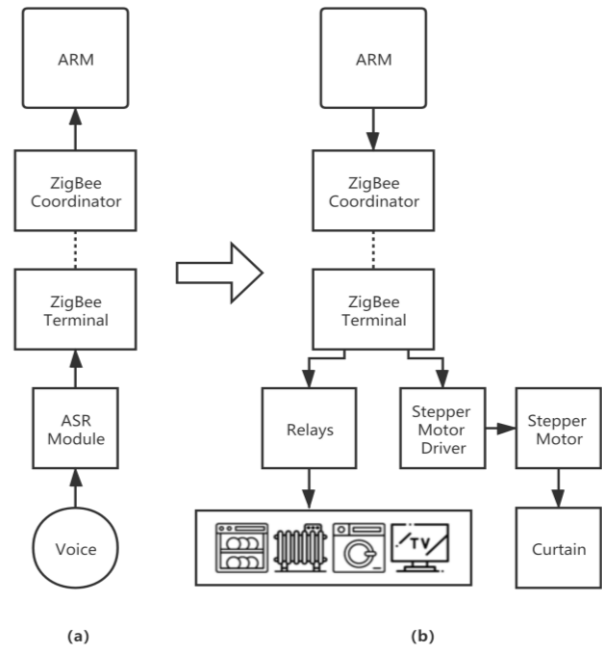 ARM
ZigBee
Coordinator
ZigBee
Terminal
ASR
Module
Voice
(a)
ARM
ZigBee
Coordinator
ZigBee
Terminal
Relays
Stepper
Motor
Driver
Stepper
Motor
TV
Curtain
(b)